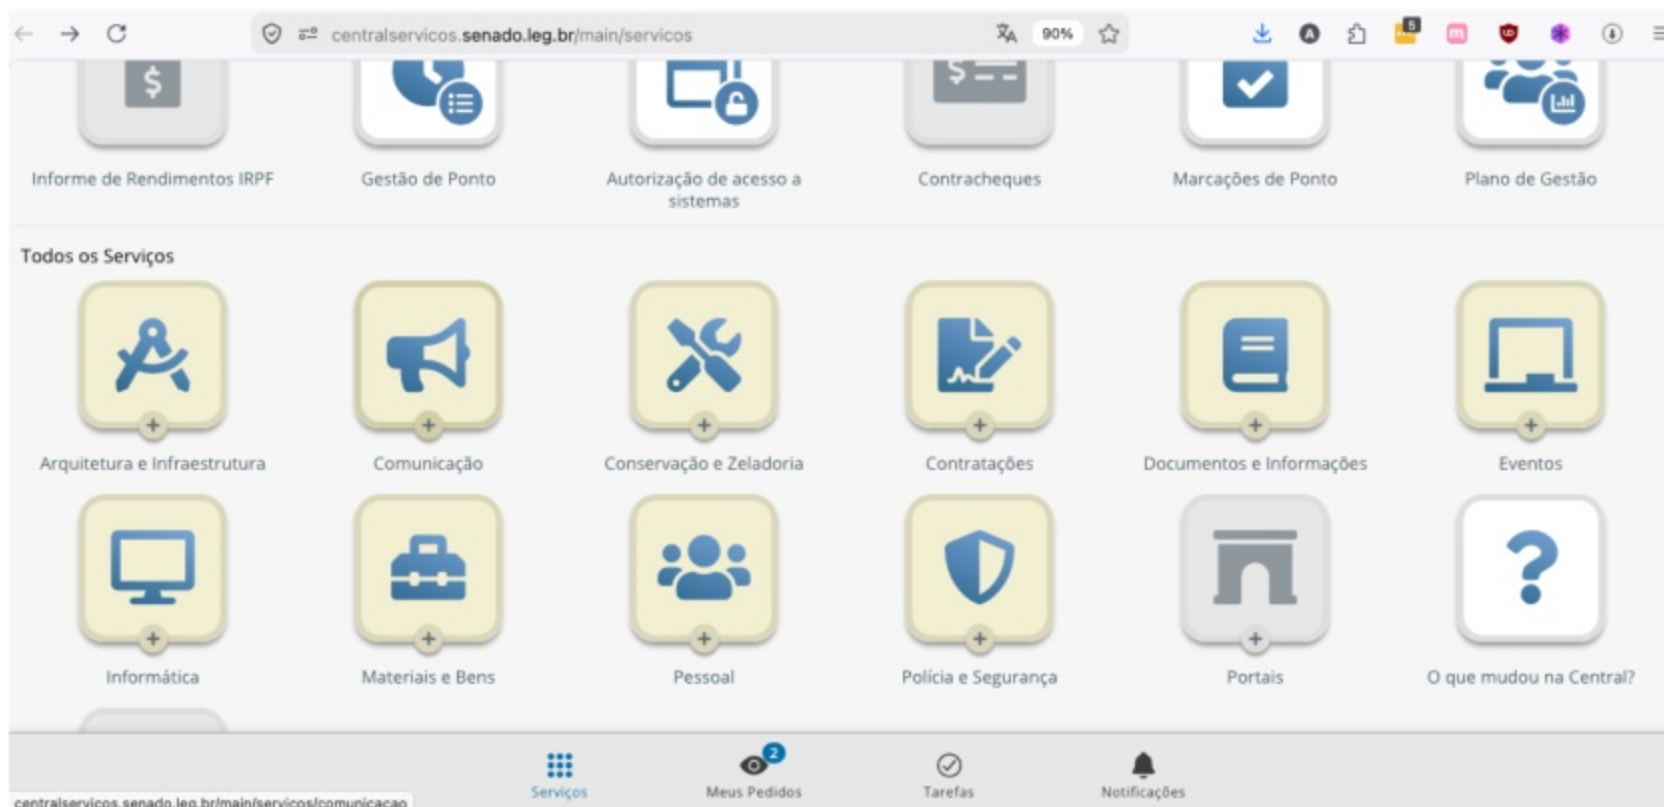 centralservicos.senado.leg.br/main/servicos
90%
5
Informe de Rendimentos IRPF
Gestão de Ponto
Autorização de acesso a
sistemas
Contracheques
Marcações de Ponto
Plano de Gestão
Todos os Serviços
Arquitetura e Infraestrutura
Comunicação
Conservação e Zeladoria
Contratações
Documentos e Informações
Eventos
Informática
Materiais e Bens
Pessoal
Polícia e Segurança
Portais
O que mudou na Central?
Serviços
2
Meus Pedidos
Tarefas
Notificações
centralservicos.senado.leg.br/main/servicos/comunicacao